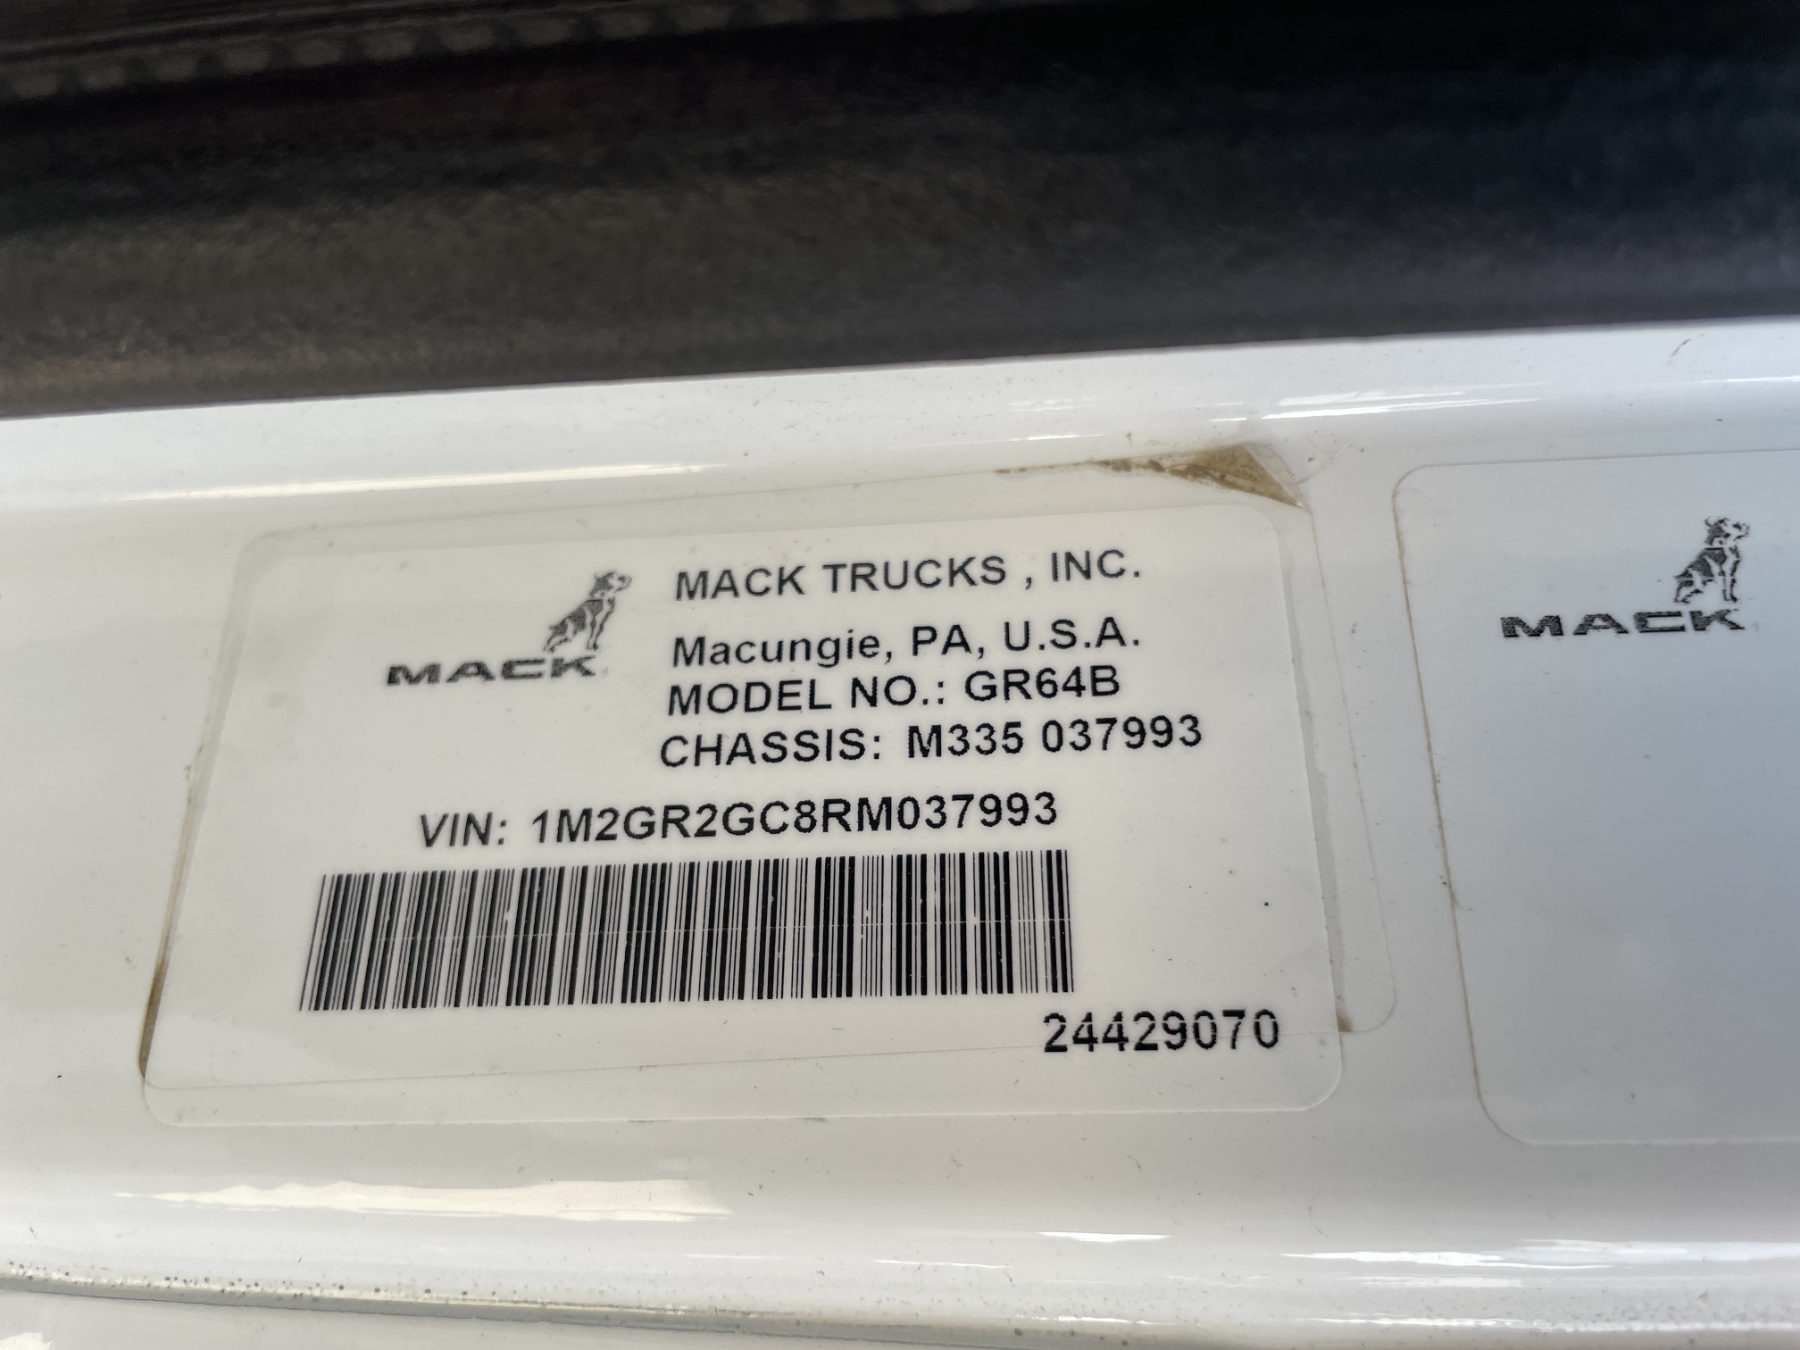 MACK
MACK TRUCKS , INC.
Macungie, PA, U.S.A.
MODEL NO.: GR64B
CHASSIS: M335 037993
VIN: 1M2GR2GC8RM037993
24429070
MACK